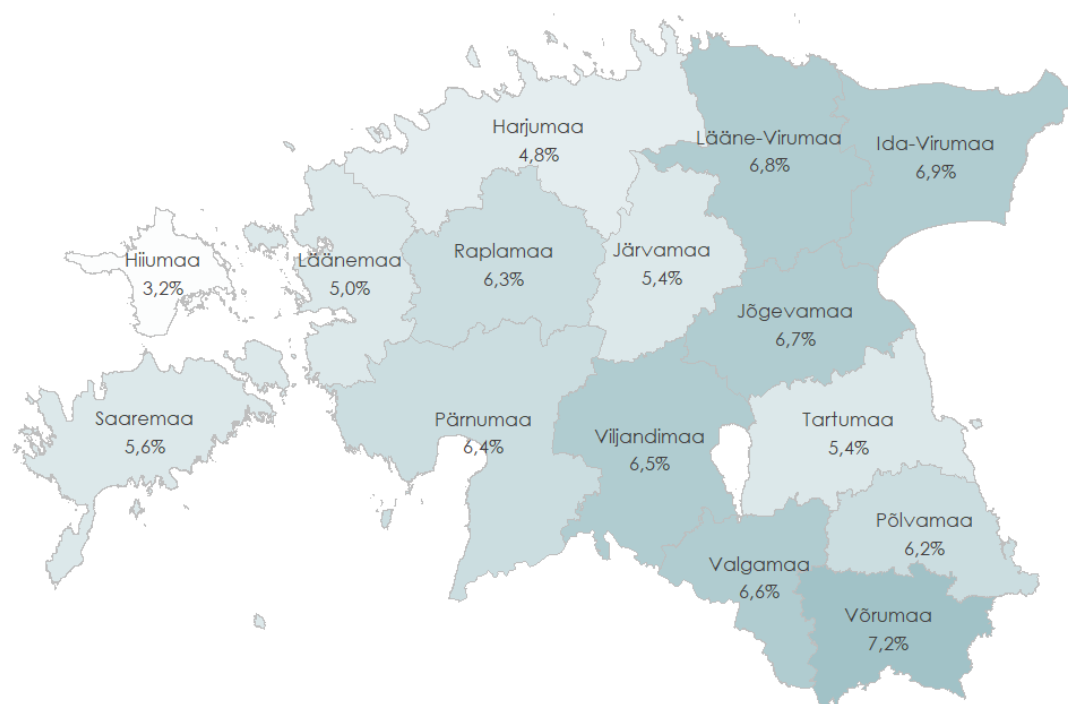 Harjumaa
4,8%
Lääne-Virumaa
6,8%
Ida-Virumaa
6,9%
Hiiumaa
3,2%
Läänemaa
5,0%
Raplamaa
6,3%
Järvamaa
5,4%
Jõgevamaa
6,7%
Saaremaa
5,6%
Pärnumaa
6,4%
Viljandimaa
6,5%
Tartumaa
5,4%
Põlvamaa
6,2%
Valgamaa
6,6%
Võrumaa
7,2%